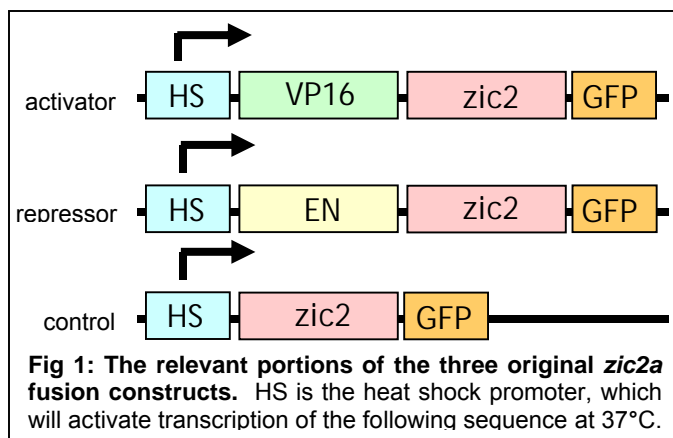 activator HS VP16 zic2 GFP
repressor HS EN zic2 GFP
control HS zic2 GFP
Fig 1: The relevant portions of the three original zic2a
fusion constructs. HS is the heat shock promoter, which
will activate transcription of the following sequence at 37°C.